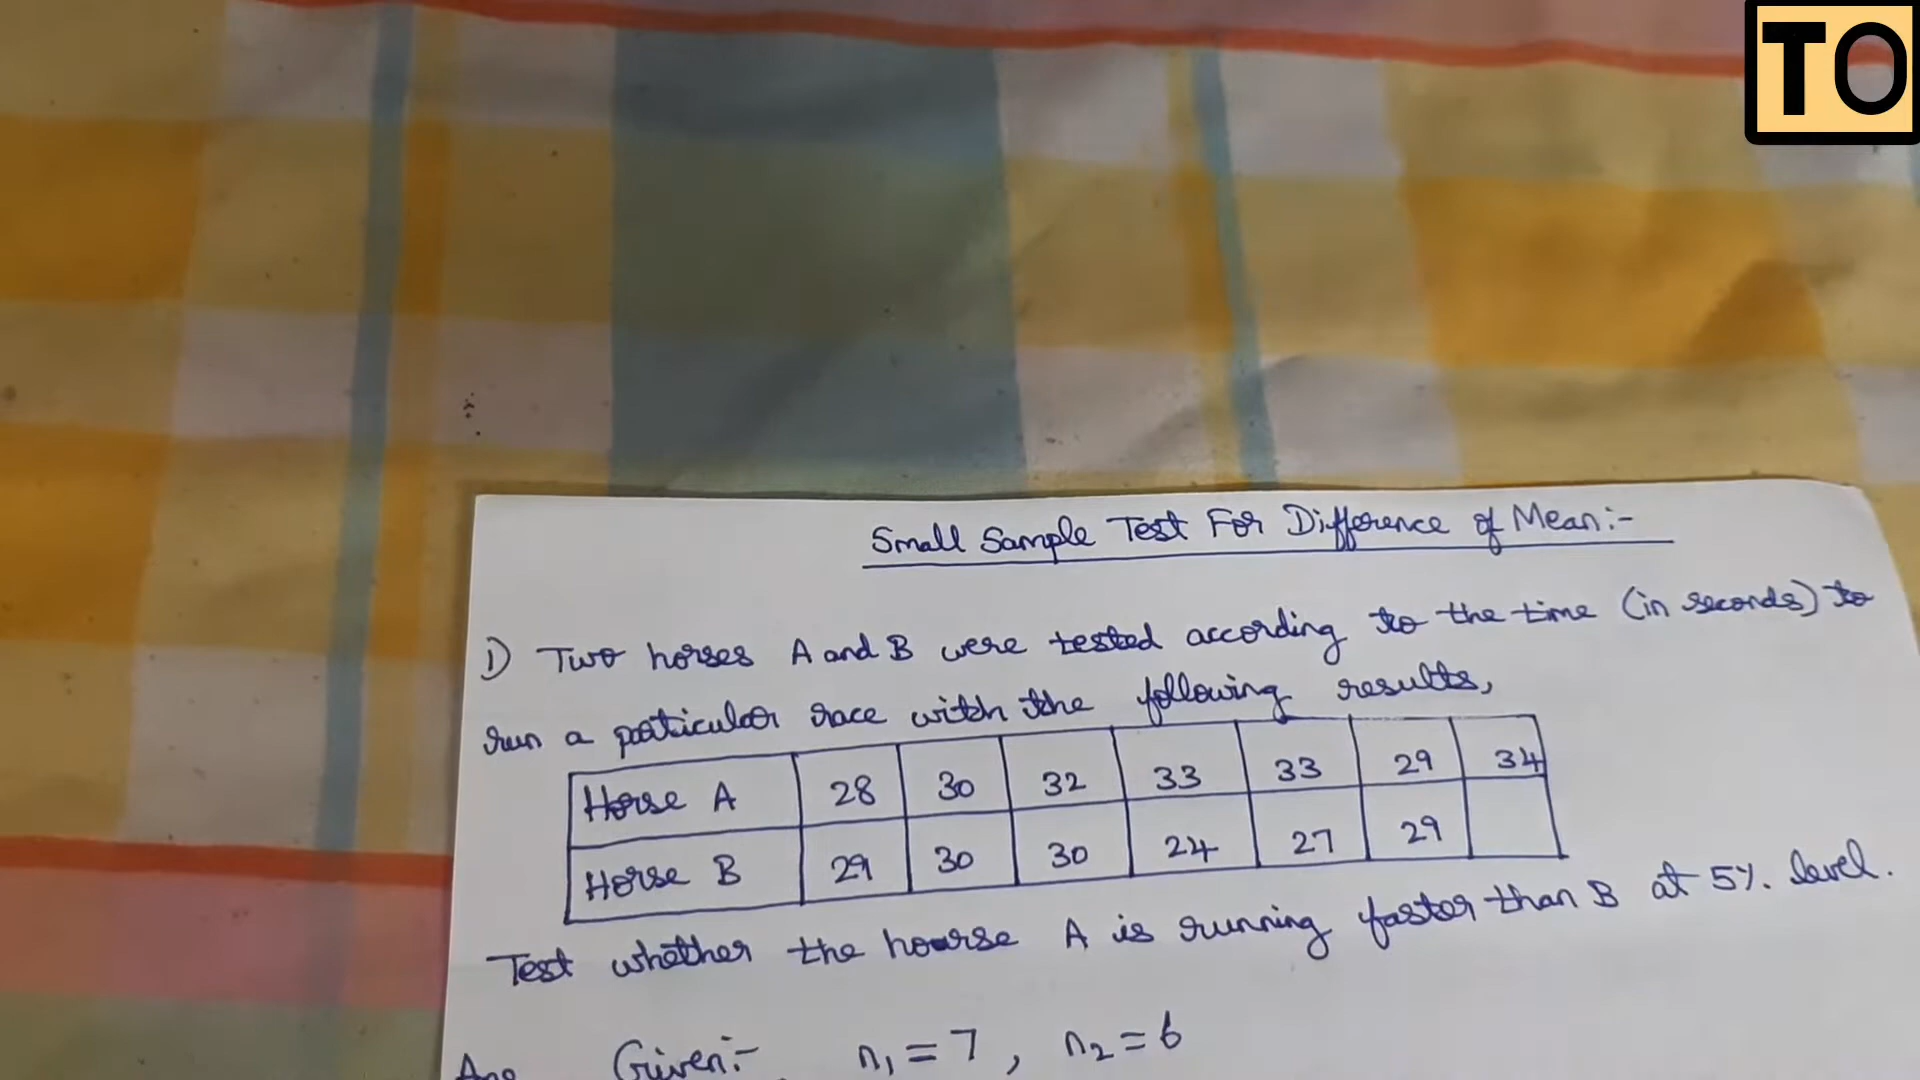 TO
Small Sample Test For Difference of Mean:-
1) Two horses A and B were tested according to the time (in seconds) to
run a paticular race with the following results,
Horse A 28 30 32 33 33 29 34
Horse B 29 30 30 24 27 29
Test whether the hourse A is running faster than B at 5%. level.
Ans Given:- n₁ = 7, n₂ = 6